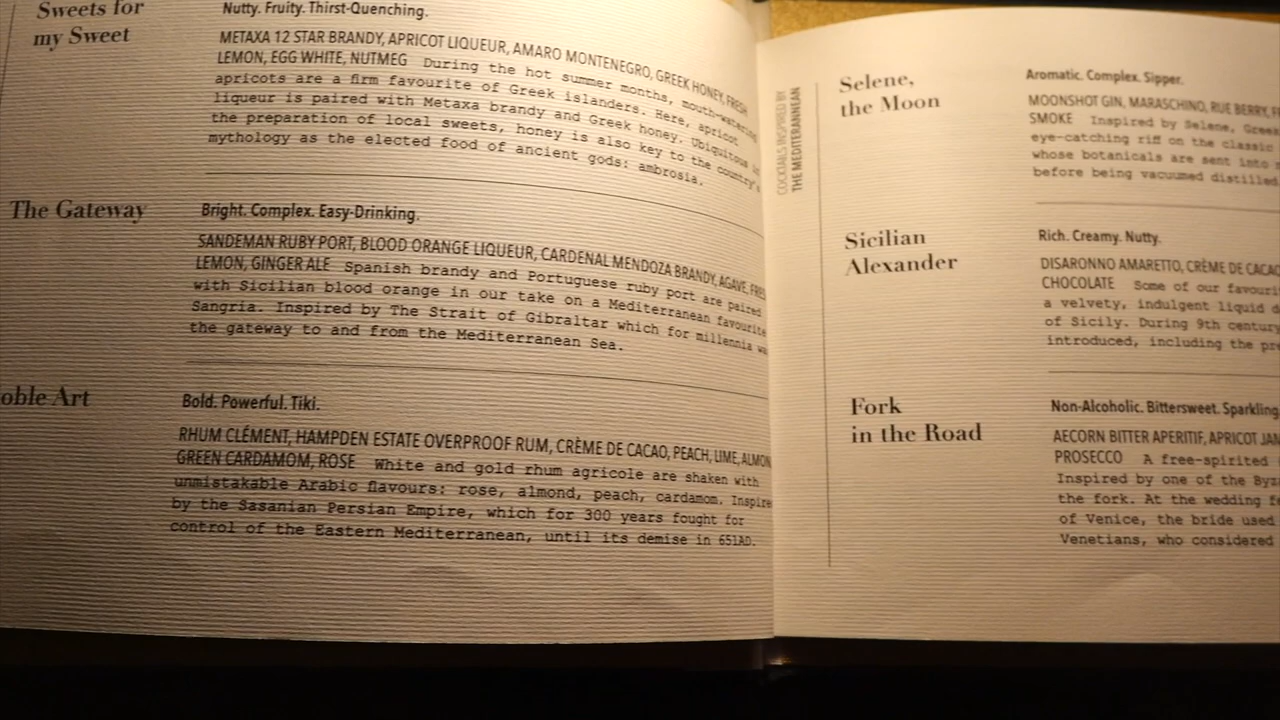 Sweets for
my Sweet
Nutty. Fruity. Thirst-Quenching.
METAXA 12 STAR BRANDY, APRICOT LIQUEUR, AMARO MONTENEGRO, GREEK HONEY, FRESH
LEMON, EGG WHITE, NUTMEG During the hot summer months, mouth-watering
apricots are a firm favourite of Greek islanders. Here, apricot
liqueur is paired with Metaxa brandy and Greek honey. Ubiquitous in
the preparation of local sweets, honey is also key to the country's
mythology as the elected food of ancient gods: ambrosia.
The Gateway
Bright. Complex. Easy-Drinking.
SANDEMAN RUBY PORT, BLOOD ORANGE LIQUEUR, CARDENAL MENDOZA BRANDY, AGAVE,
LEMON, GINGER ALE Spanish brandy and Portuguese ruby port are paired
with Sicilian blood orange in our take on a Mediterranean favourite
Sangria. Inspired by The Strait of Gibraltar which for millennia
the gateway to and from the Mediterranean Sea.
oble Art
Bold. Powerful. Tiki.
RHUM CLÉMENT, HAMPDEN ESTATE OVERPROOF RUM, CRÈME DE CACAO, PEACH, LIME, ALMON
GREEN CARDAMOM, ROSE White and gold rhum agricole are shaken with
unmistakable Arabic flavours: rose, almond, peach, cardamom. Inspire
by the Sasanian Persian Empire, which for 300 years fought for
control of the Eastern Mediterranean, until its demise in 651AD.
COCKTAILS INSPIRED BY
THE MEDITERANNEAN
Selene,
the Moon
Aromatic. Complex. Sipper.
MOONSHOT GIN, MARASCHINO, RUE BERRY,
SMOKE Inspired by Selene, Gree
eye-catching riff on the classic
whose botanicals are sent into
before being vacuumed distilled
Sicilian
Alexander
Rich. Creamy. Nutty.
DISARONNO AMARETTO, CRÈME DE CACAO
CHOCOLATE Some of our favouri
a velvety, indulgent liquid d
of Sicily. During 9th century
introduced, including the pr
Fork
in the Road
Non-Alcoholic. Bittersweet. Sparkling
AECORN BITTER APERITIF, APRICOT JAM
PROSECCO A free-spirited
Inspired by one of the Byz
the fork. At the wedding
of Venice, the bride used
Venetians, who considered